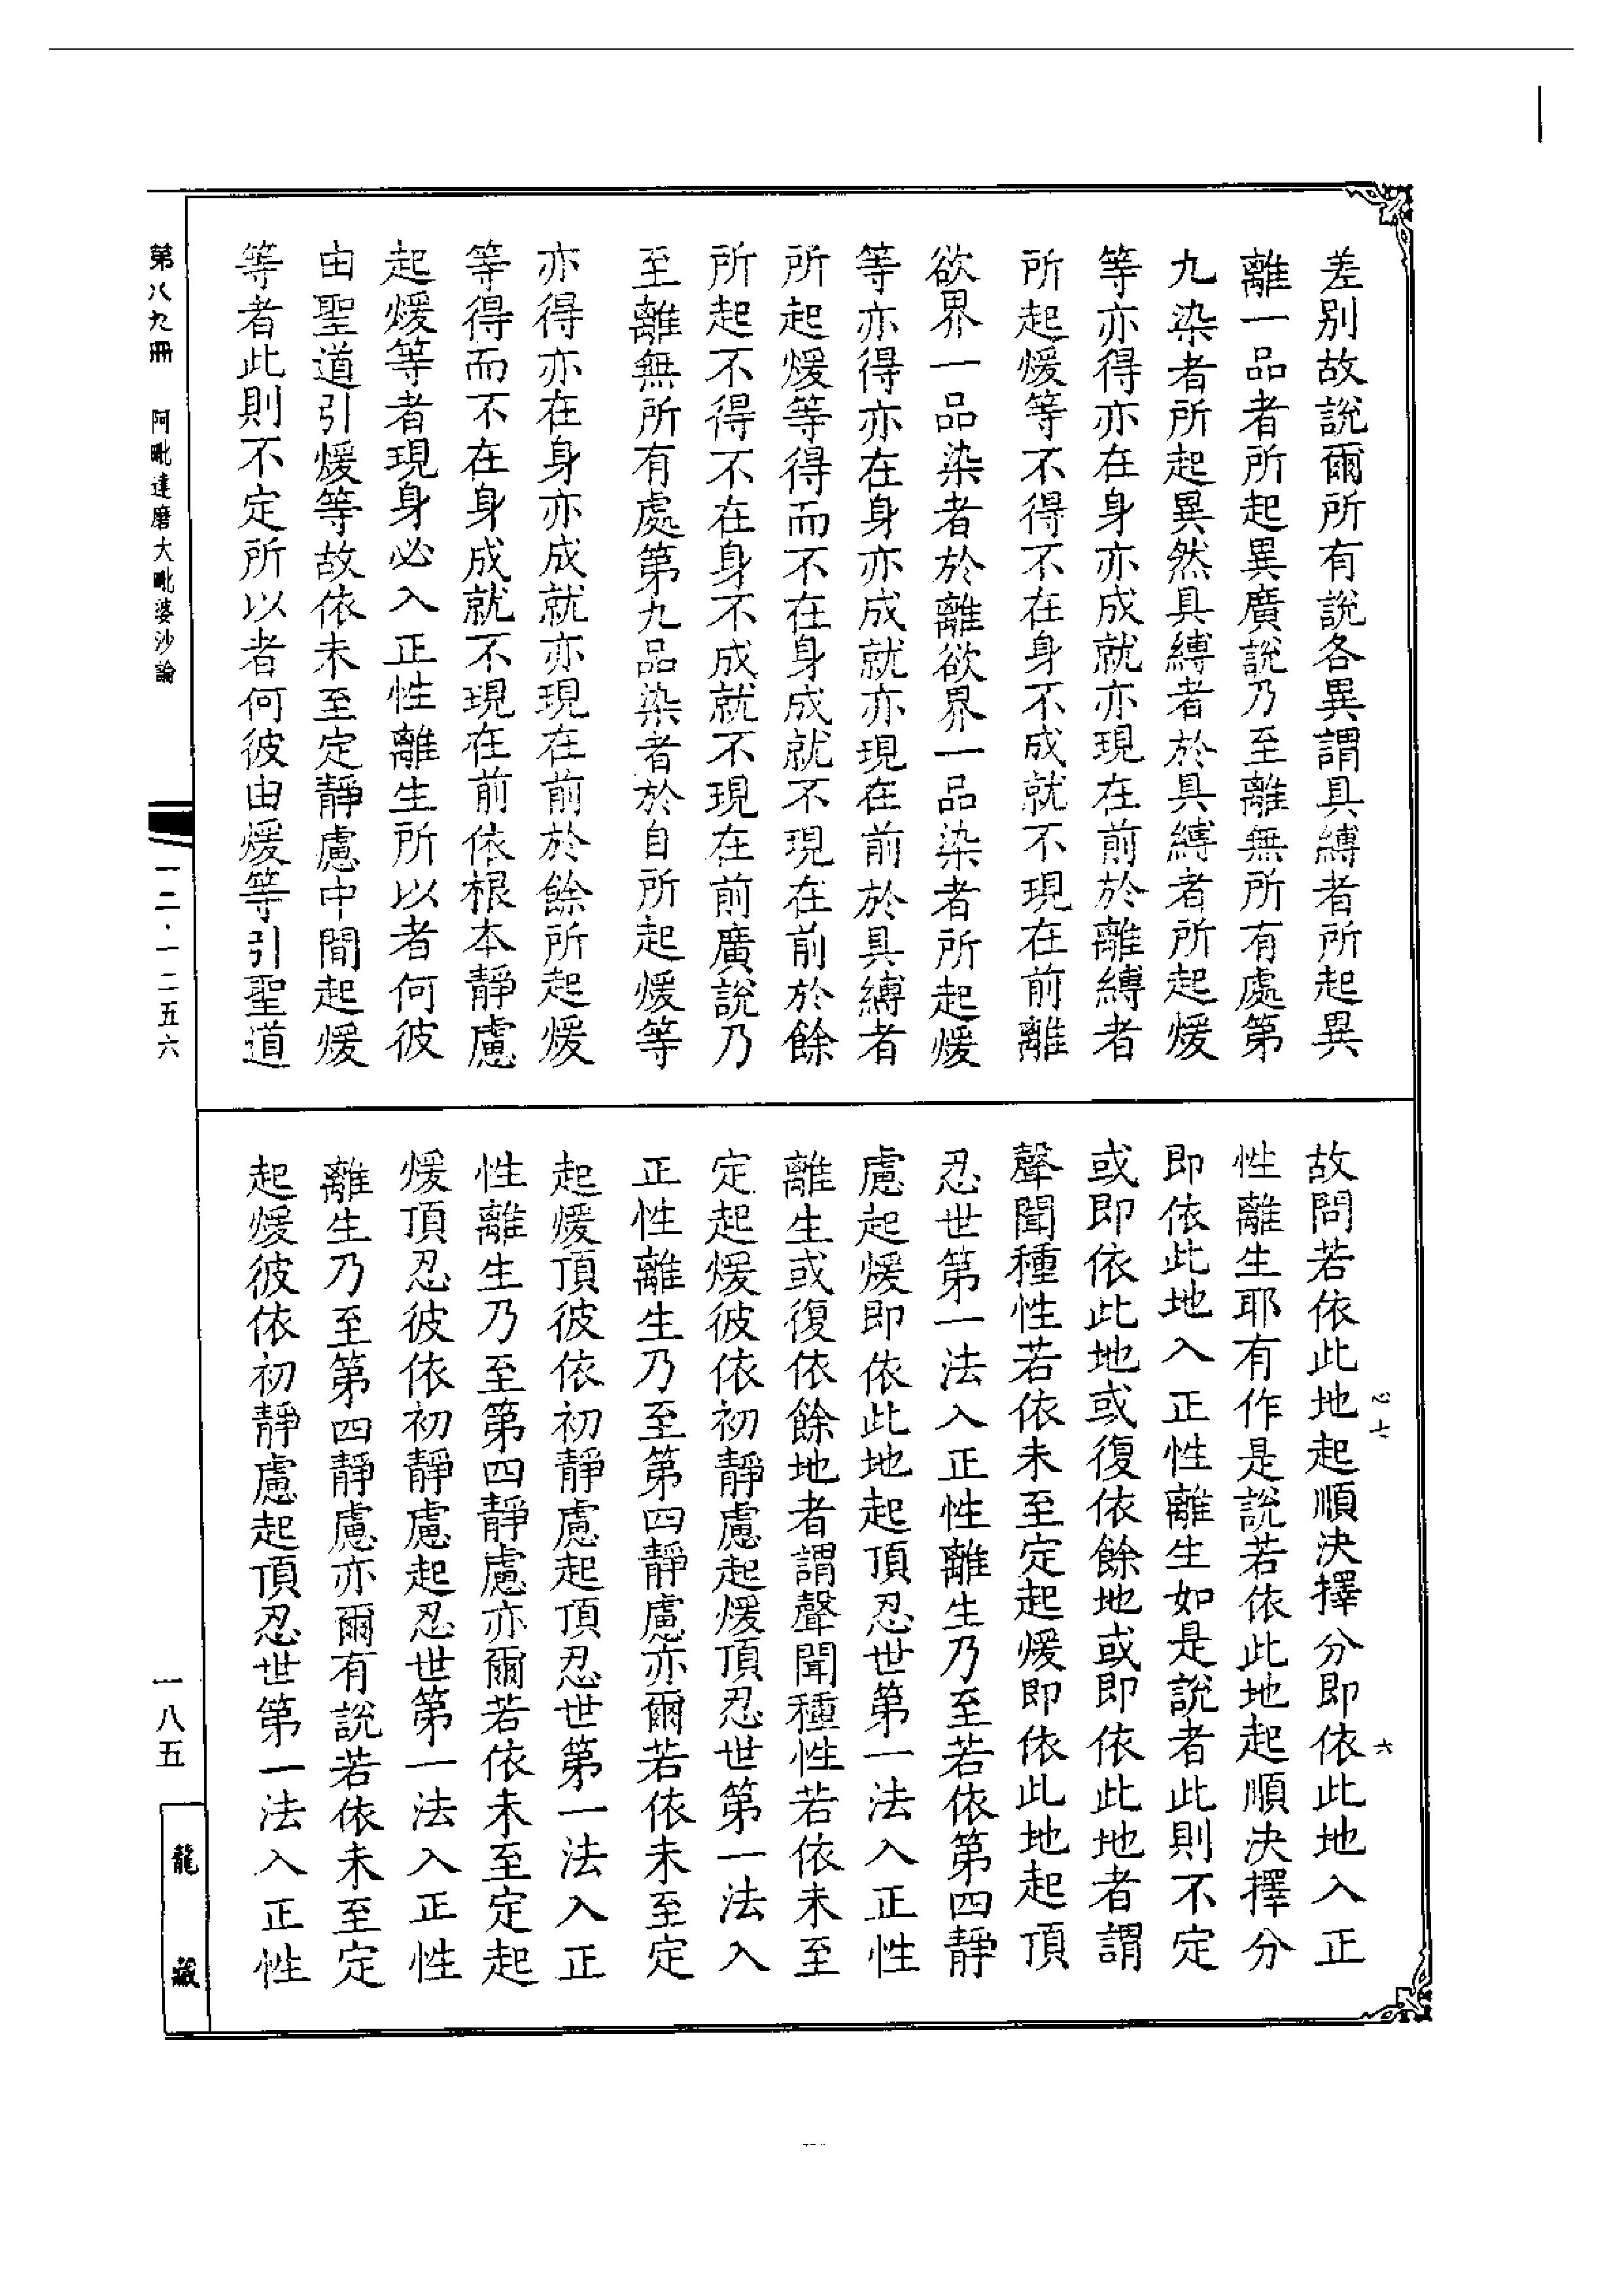 差別故說爾所有說各異謂具縛者所起異
離一品者所起異廣說乃至離無所有處第
九染者所起異然具縛者於具縛者所起煖
等亦得亦在身亦成就亦現在前於離縛者
所起煖等不得不在身不成就不現在前離
欲界一品染者於離欲界一品染者所起煖
等亦得亦在身亦成就亦現在前於具縛者
所起煖等得而不在身成就不現在前於餘
所起不得不在身不成就不現在前廣說乃
至離無所有處第九品染者於自所起煖等
亦得亦在身亦成就亦現在前於餘所起煖
等得而不在身成就不現在前依根本靜慮
起煖等者現身必入正性離生所以者何彼
由聖道引煖等故依未至定靜慮中間起煖
等者此則不定所以者何彼由煖等引聖道
故問若依此地起順決擇分即依此地入正
性離生耶有作是說若依此地起順決擇分
即依此地入正性離生如是說者此則不定
或即依此地或復依餘地或即依此地者謂
聲聞種性若依未至定起煖即依此地起頂
忍世第一法入正性離生乃至若依第四靜
慮起煖即依此地起頂忍世第一法入正性
離生或復依餘地者謂聲聞種性若依未至
定起煖彼依初靜慮起煖頂忍世第一法入
正性離生乃至第四靜慮亦爾若依未至定
起煖頂彼依初靜慮起頂忍世第一法入正
性離生乃至第四靜慮亦爾若依未至定起
煖頂忍彼依初靜慮起忍世第一法入正性
離生乃至第四靜慮亦爾有說若依未至定
起煖彼依初靜慮起頂忍世第一法入正性
第八九冊 阿毗達磨大毗婆沙論 一二·一二五六
一八五
龍藏
六